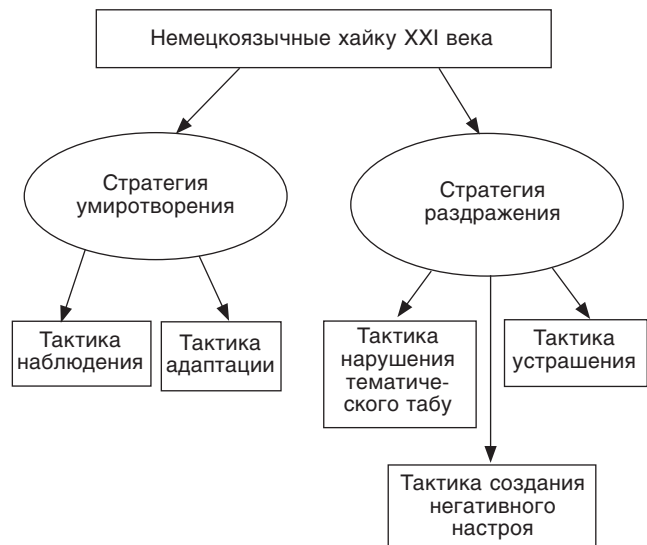 Немецкоязычные хайку XXI века
Стратегия
умиротворения
Стратегия
раздражения
Тактика
наблюдения
Тактика
адаптации
Тактика
нарушения
тематиче-
ского табу
Тактика
устрашения
Тактика создания
негативного
настроя